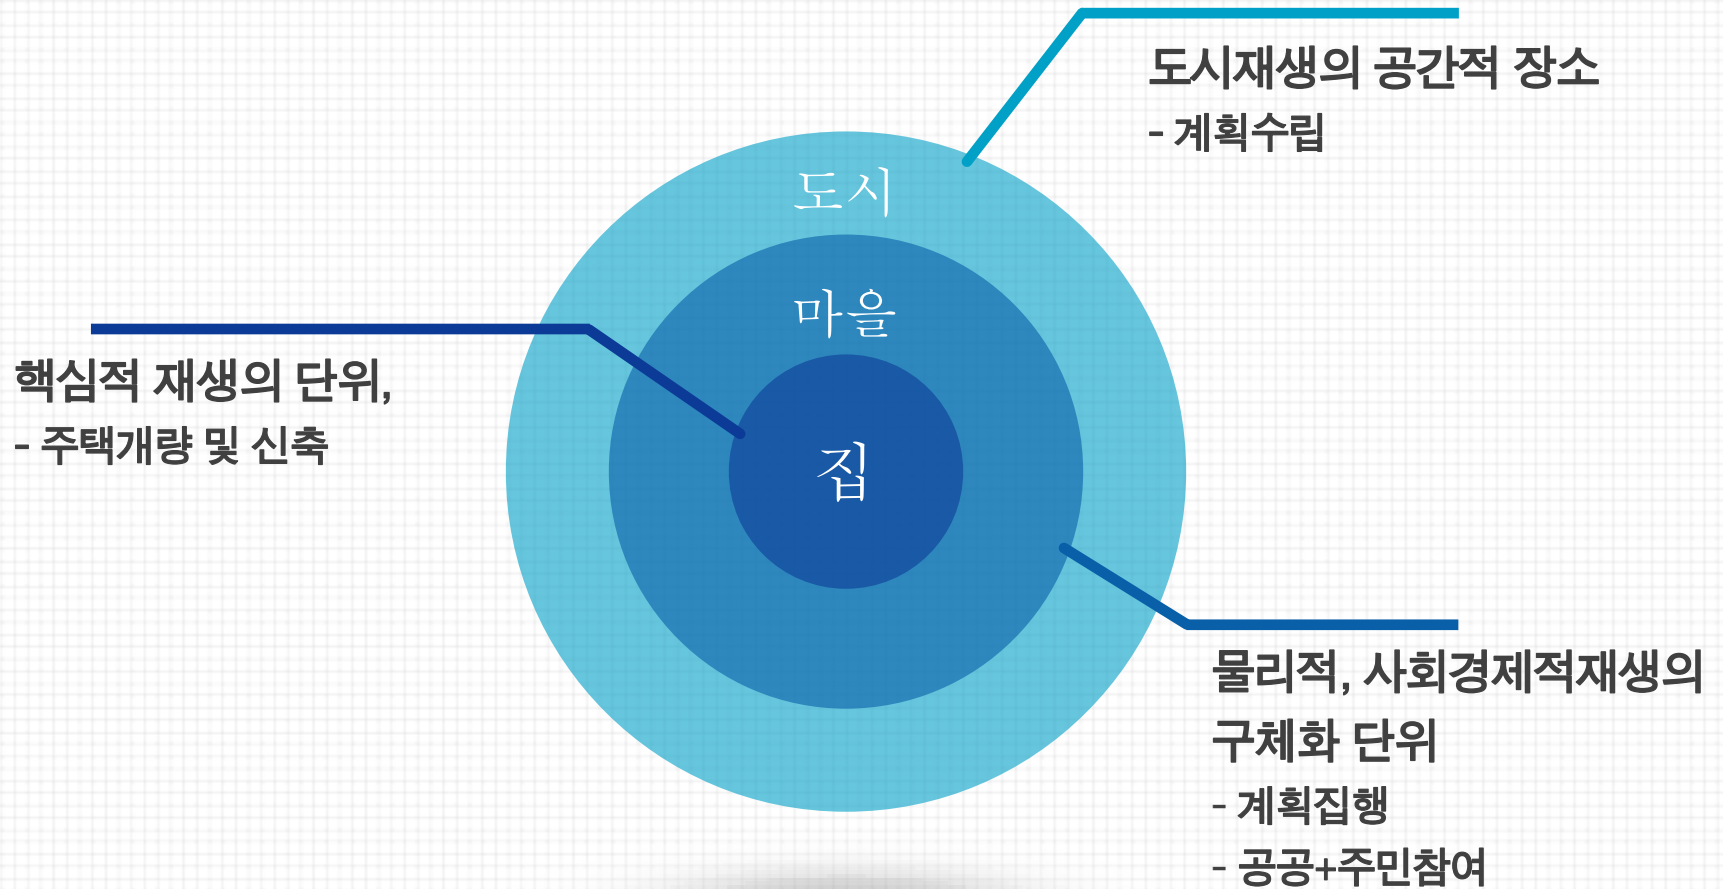 도시재생의 공간적 장소
- 계획수립
도시
마을
집
핵심적 재생의 단위,
- 주택개량 및 신축
물리적, 사회경제적재생의
구체화 단위
- 계획집행
- 공공+주민참여